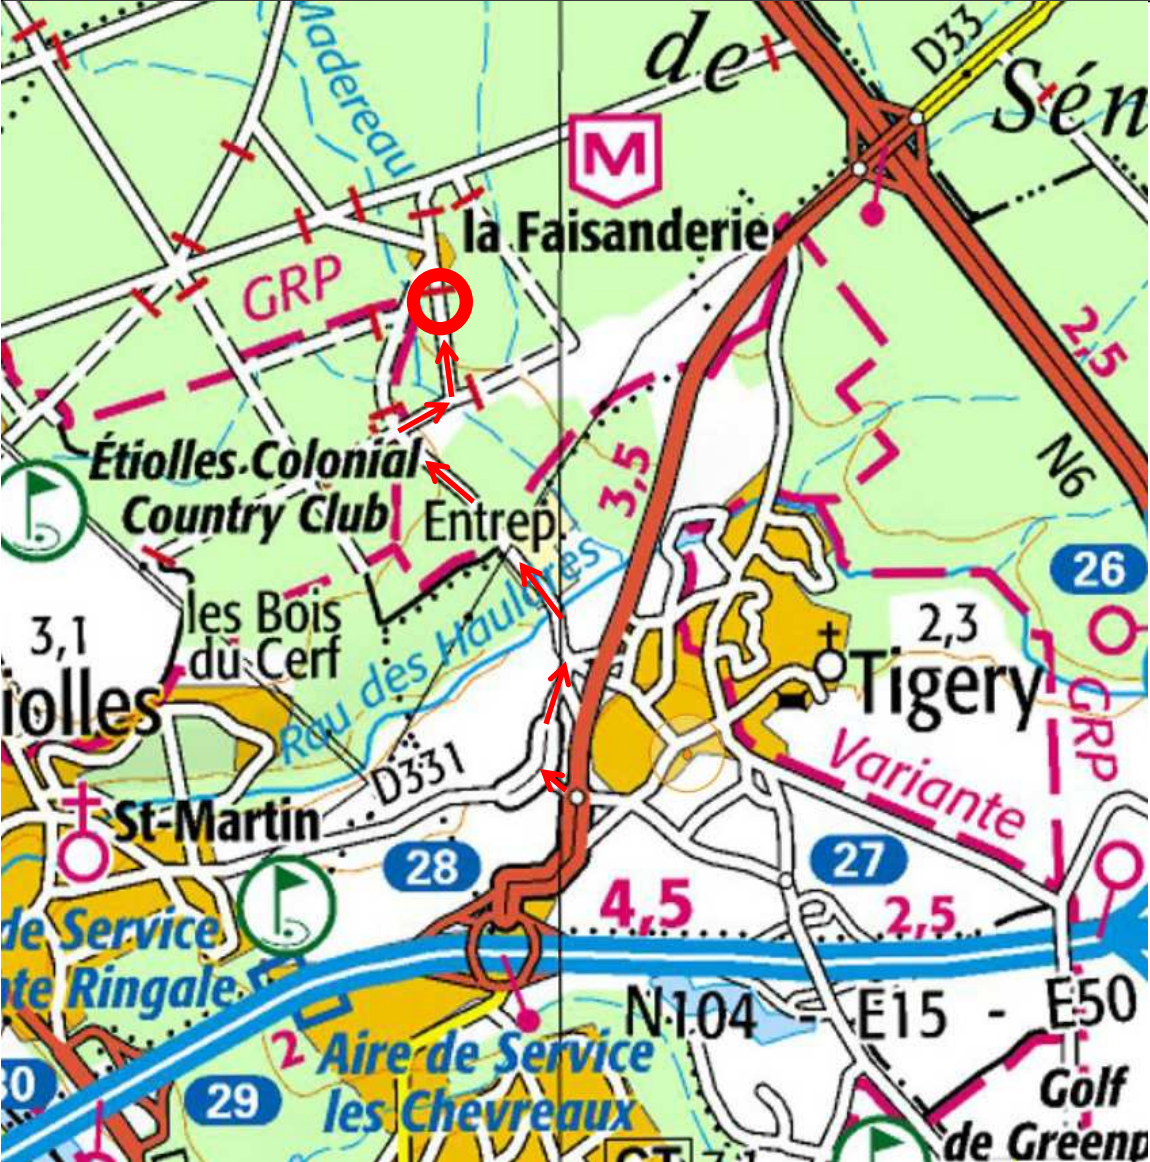 de
D33
Sén
Madereau
M
la Faisanderie
GRP
2,5
Étiolles-Colonial
Country Club
3,5
N6
Entrep.
Rau des Hauldres
26
les Bois
du Cerf
3,1
2,3
iolles
Tigery
GRP
D331
Variante
St-Martin
28
27
4,5
2,5
de Service
te Ringale
N104 - E15 - E50
2
Aire de Service
les Chevreaux
30
29
Golf
de Greenp